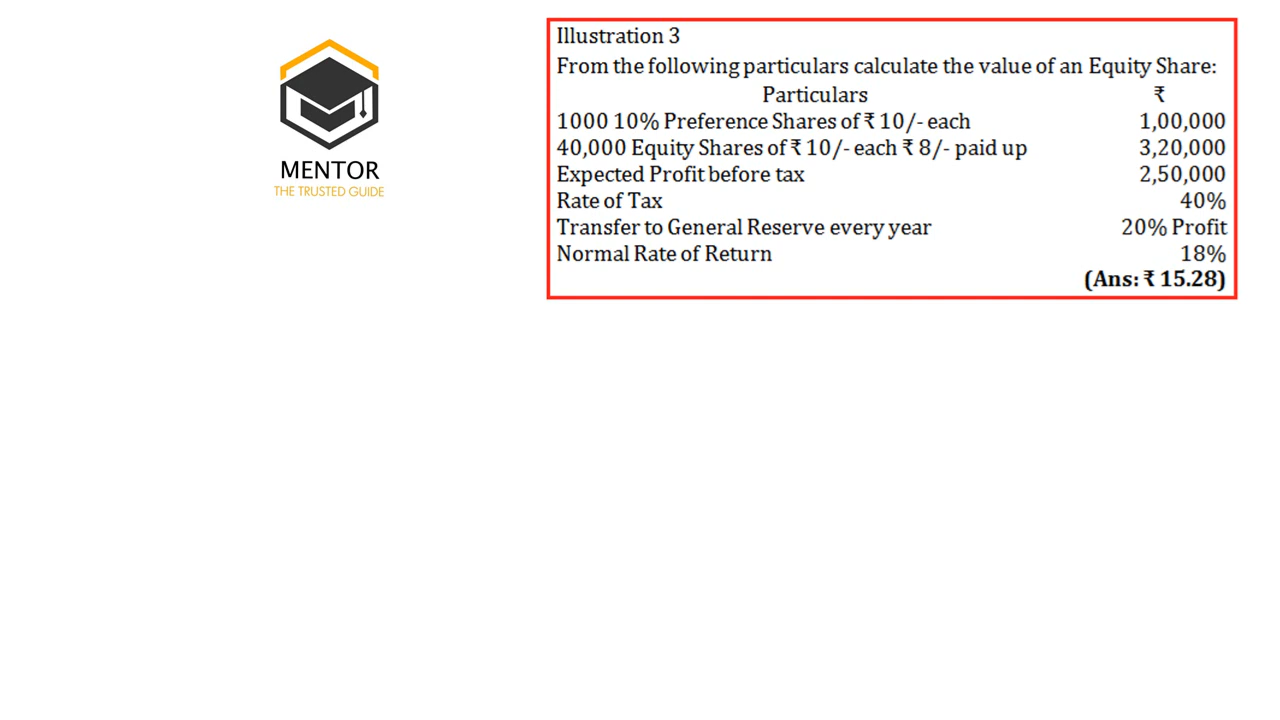 MENTOR
THE TRUSTED GUIDE
Illustration 3
From the following particulars calculate the value of an Equity Share:
Particulars ₹
1000 10% Preference Shares of ₹ 10/- each 1,00,000
40,000 Equity Shares of ₹ 10/- each ₹ 8/- paid up 3,20,000
Expected Profit before tax 2,50,000
Rate of Tax 40%
Transfer to General Reserve every year 20% Profit
Normal Rate of Return 18%
(Ans: ₹ 15.28)